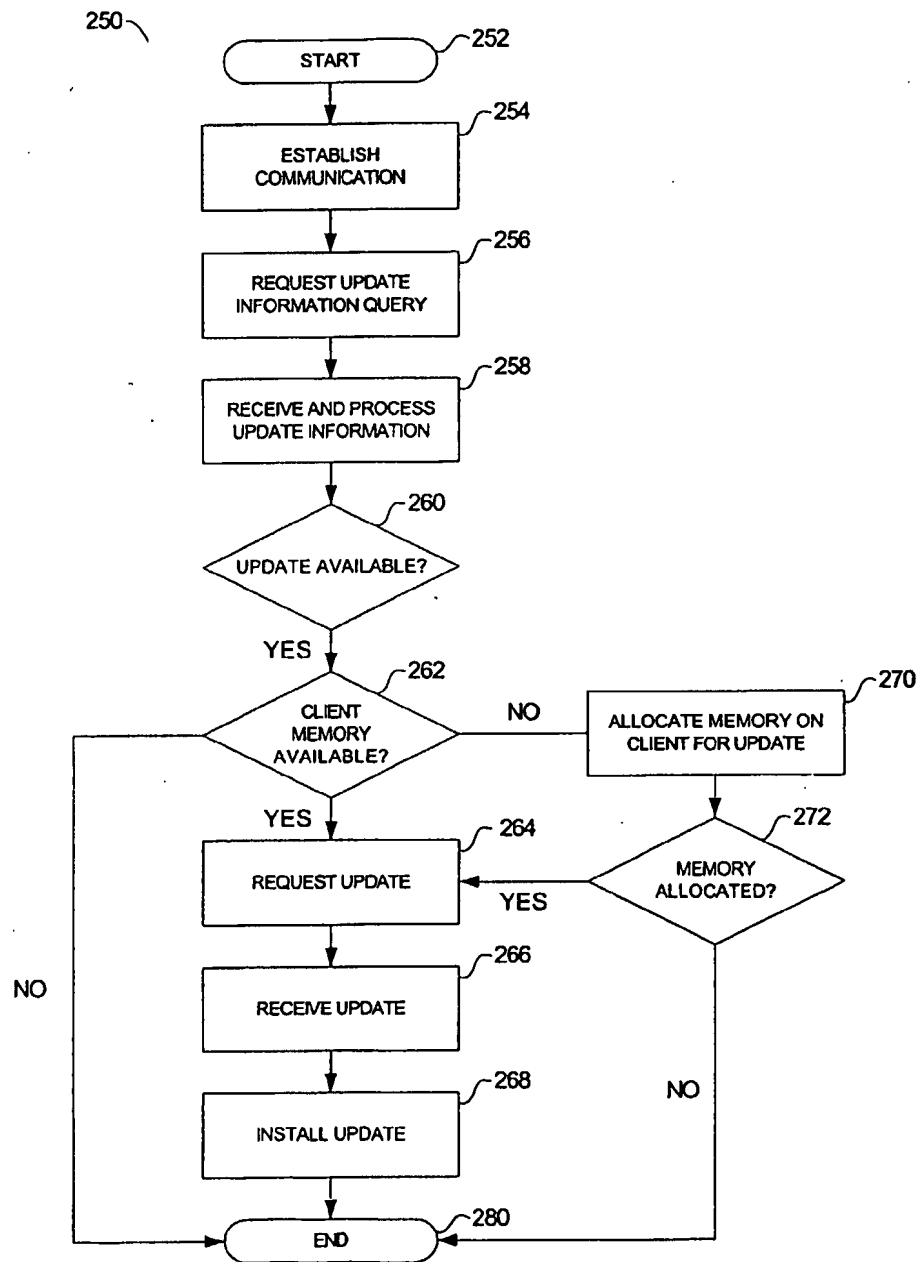 250
START
252
254
ESTABLISH
COMMUNICATION
256
REQUEST UPDATE
INFORMATION QUERY
258
RECEIVE AND PROCESS
UPDATE INFORMATION
260
UPDATE AVAILABLE?
YES
262
CLIENT
MEMORY
AVAILABLE?
NO
270
ALLOCATE MEMORY ON
CLIENT FOR UPDATE
YES
264
REQUEST UPDATE
272
MEMORY
ALLOCATED?
YES
266
RECEIVE UPDATE
NO
268
INSTALL UPDATE
NO
280
END